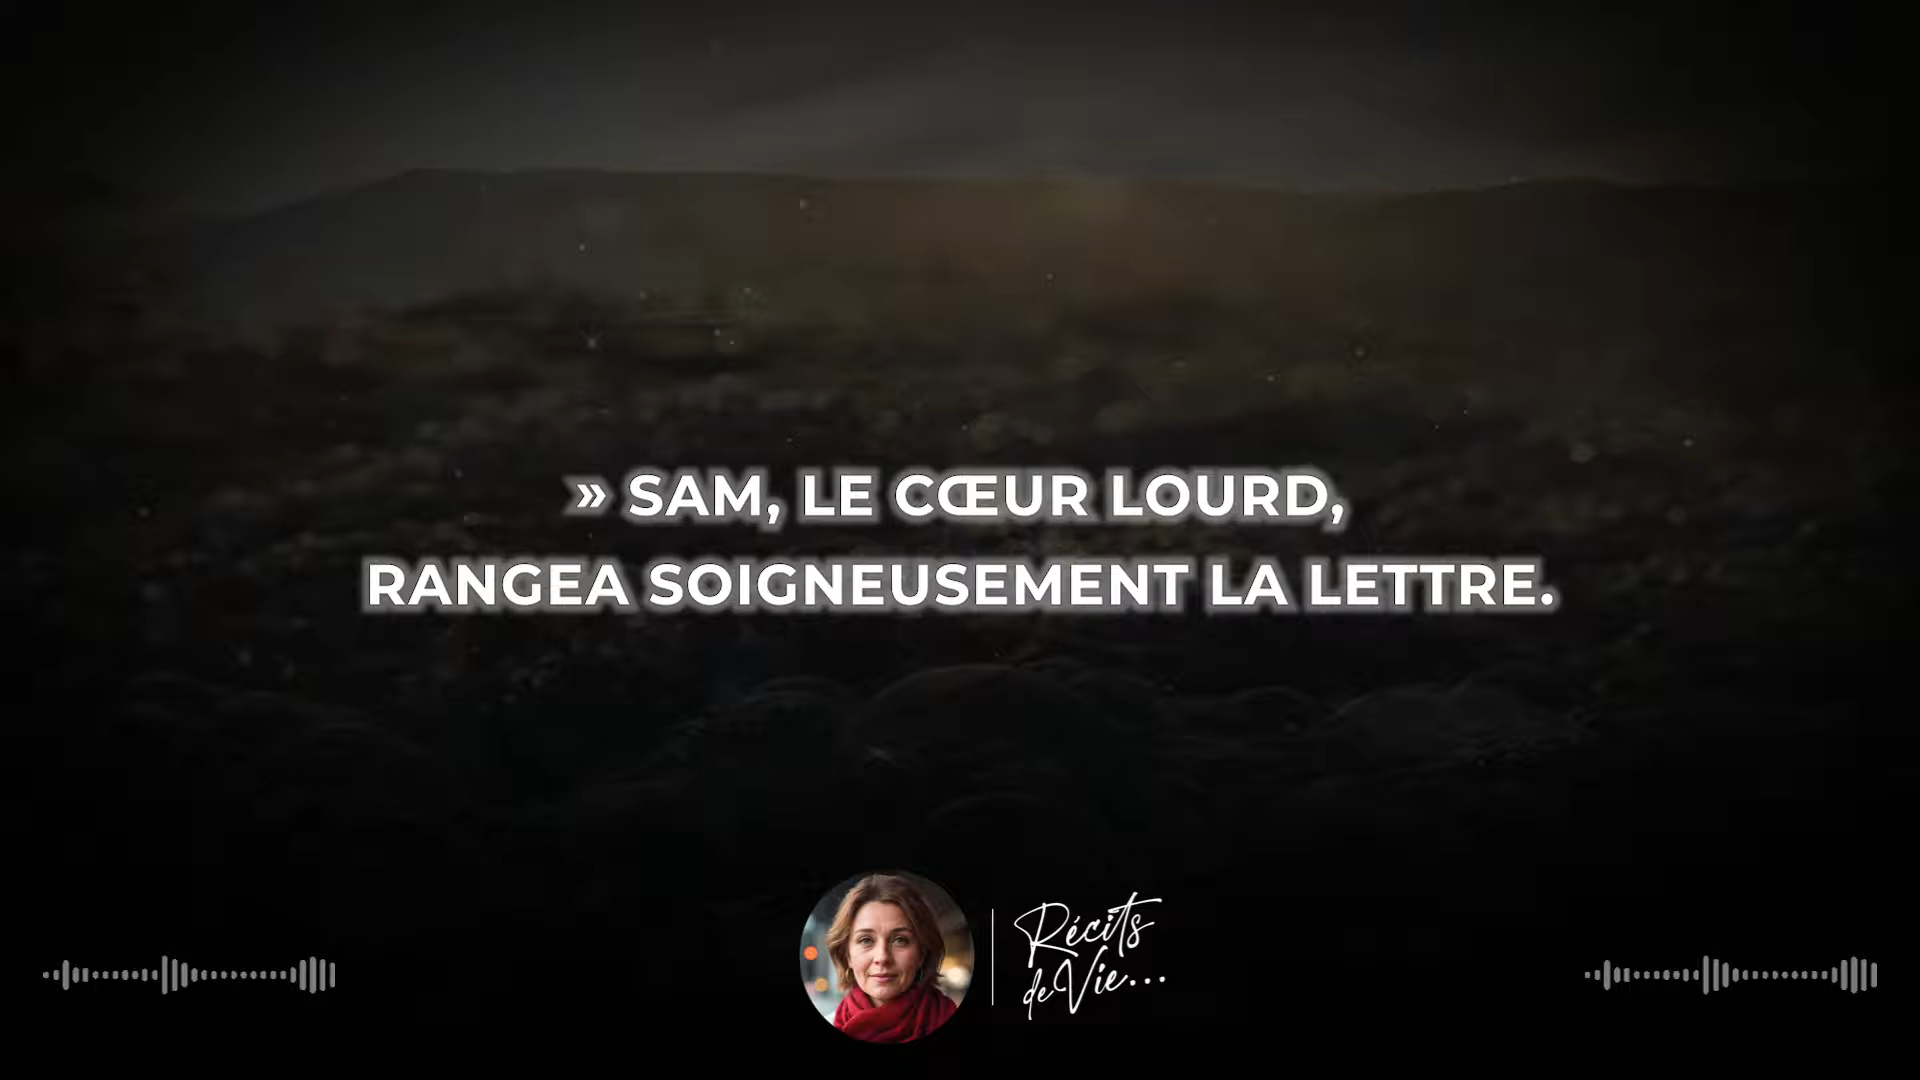 » SAM, LE CŒUR LOURD,
RANGEA SOIGNEUSEMENT LA LETTRE.
Récits
de Vie...